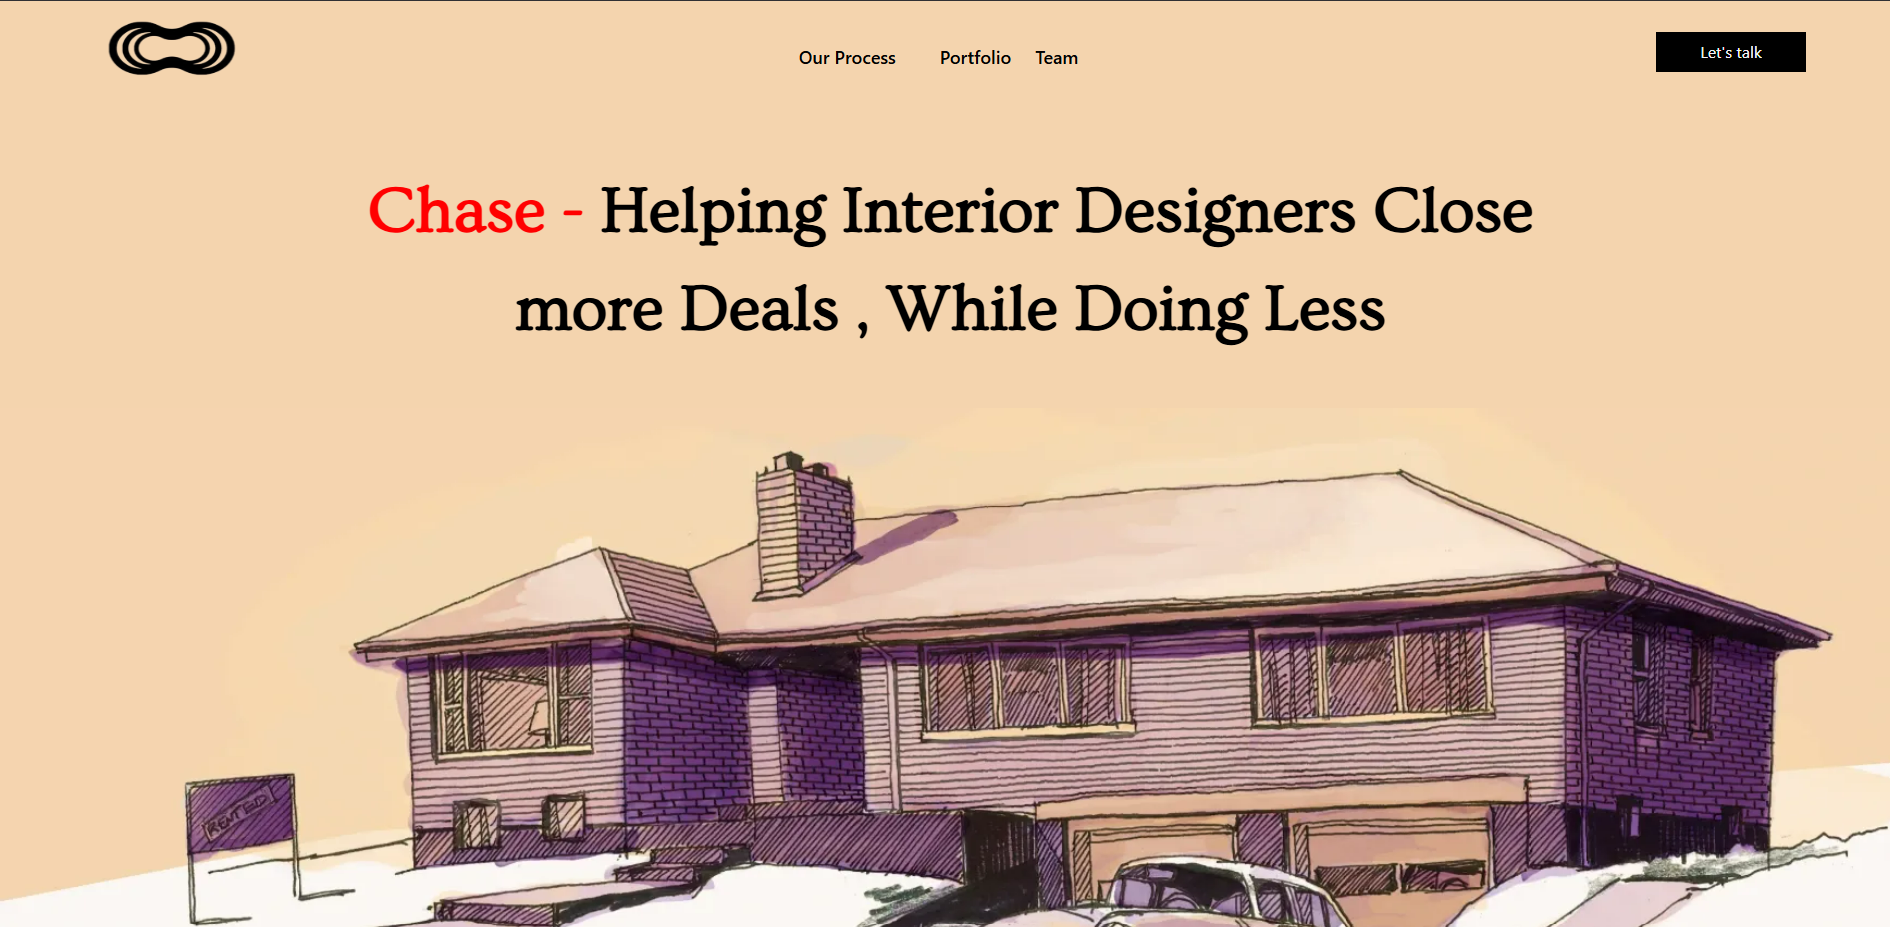 Our Process Portfolio Team
Let's talk
Chase - Helping Interior Designers Close
more Deals , While Doing Less
RENTED